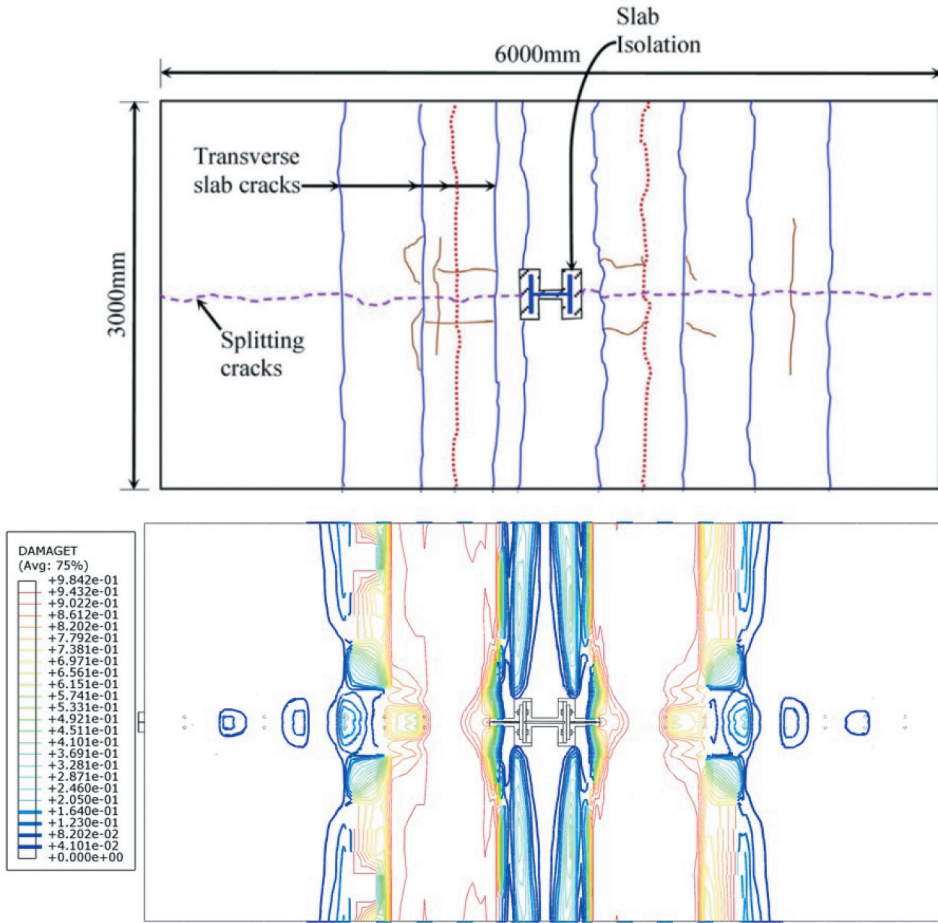 Slab
Isolation
6000mm
3000mm
Transverse
slab cracks
Splitting
cracks
DAMAGET
(Avg: 75%)
+9.842e-01
+9.432e-01
+9.022e-01
+8.612e-01
+8.202e-01
+7.792e-01
+7.381e-01
+6.971e-01
+6.561e-01
+6.151e-01
+5.741e-01
+5.331e-01
+4.921e-01
+4.511e-01
+4.101e-01
+3.691e-01
+3.281e-01
+2.871e-01
+2.460e-01
+2.050e-01
+1.640e-01
+1.230e-01
+8.202e-02
+4.101e-02
+0.000e+00